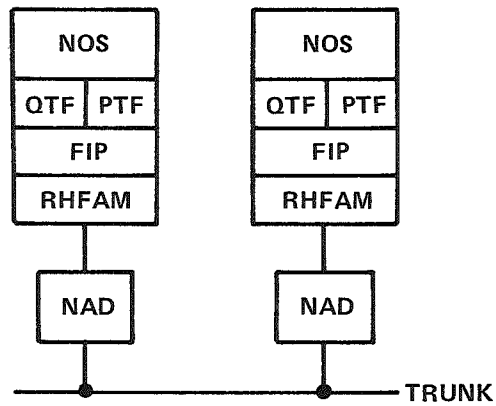 NOS NOS
QTF PTF QTF PTF
FIP FIP
RHFAM RHFAM
NAD NAD
TRUNK